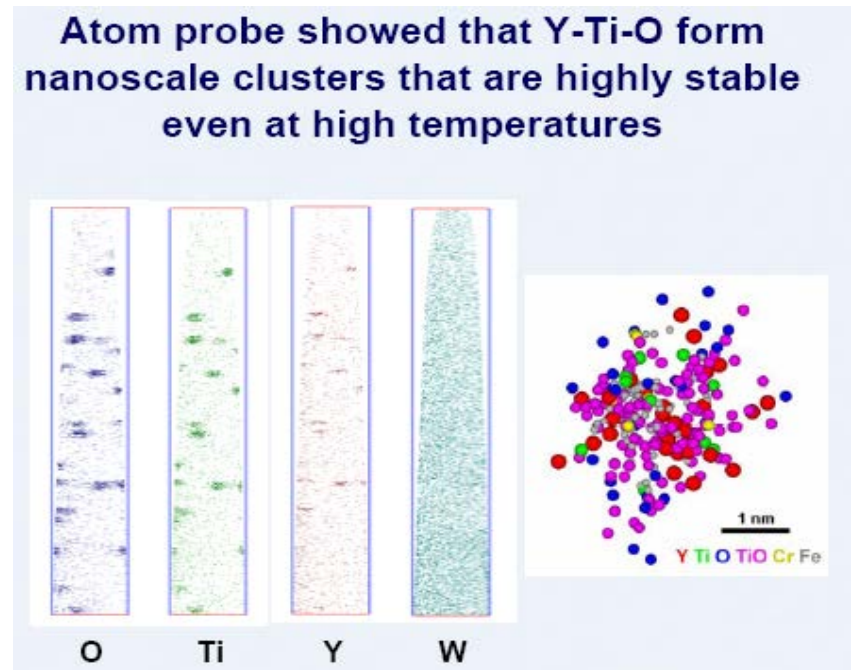 Atom probe showed that Y-Ti-O form
nanoscale clusters that are highly stable
even at high temperatures
1 nm
Y Ti O TiO Cr Fe
O Ti Y W